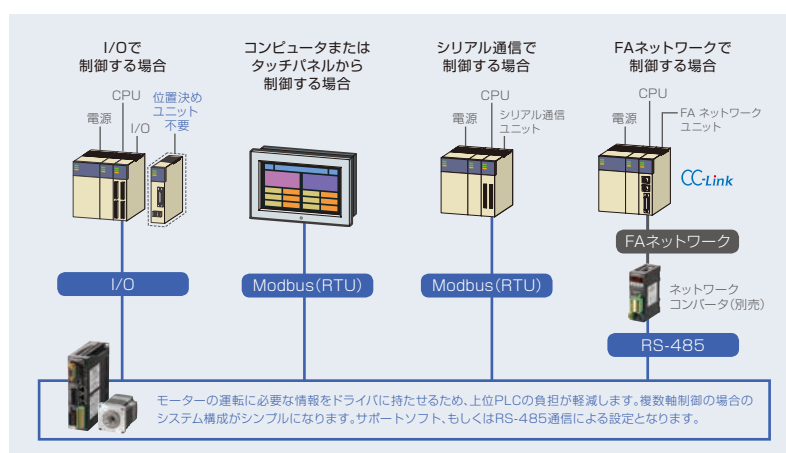 I/Oで
制御する場合
CPU
電源
I/O
位置決め
ユニット
不要
I/O
コンピュータまたは
タッチパネルから
制御する場合
Modbus(RTU)
シリアル通信で
制御する場合
CPU
電源
シリアル通信
ユニット
Modbus(RTU)
FAネットワークで
制御する場合
CPU
電源
FA ネットワーク
ユニット
CC-Link
FAネットワーク
ネットワーク
コンバータ(別売)
RS-485
モーターの運転に必要な情報をドライバに持たせるため、上位PLCの負担が軽減します。複数軸制御の場合の
システム構成がシンプルになります。サポートソフト、もしくはRS-485通信による設定となります。